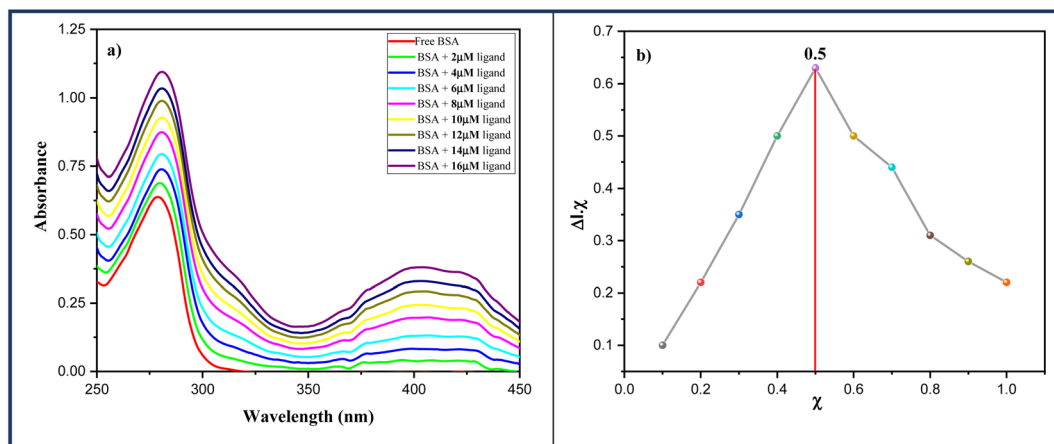 a)
Free BSA
BSA + 2μM ligand
BSA + 4μM ligand
BSA + 6μM ligand
BSA + 8μM ligand
BSA + 10μM ligand
BSA + 12μM ligand
BSA + 14μM ligand
BSA + 16μM ligand
Absorbance
1.25
1.00
0.75
0.50
0.25
0.00
250 300 350 400 450
Wavelength (nm)
b)
0.5
ΔI.χ
0.7
0.6
0.5
0.4
0.3
0.2
0.1
0.0 0.2 0.4 0.6 0.8 1.0
χ